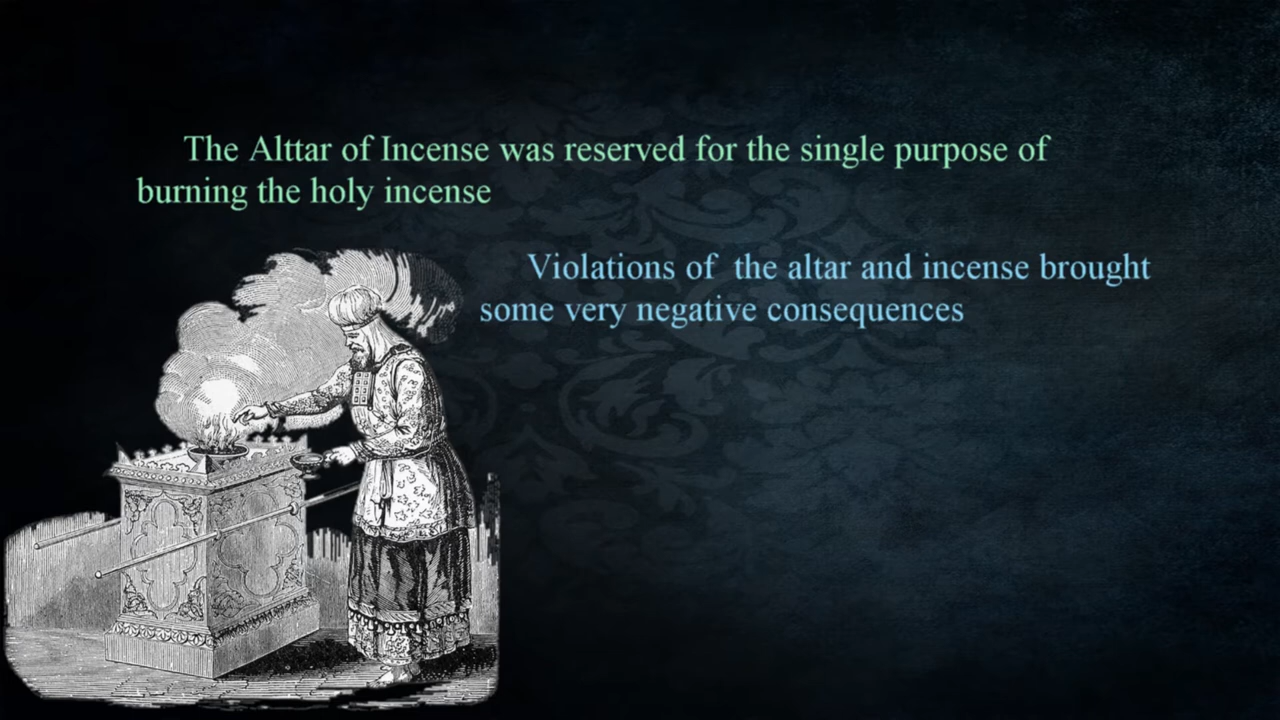 The Alttar of Incense was reserved for the single purpose of
burning the holy incense
Violations of  the altar and incense brought
some very negative consequences